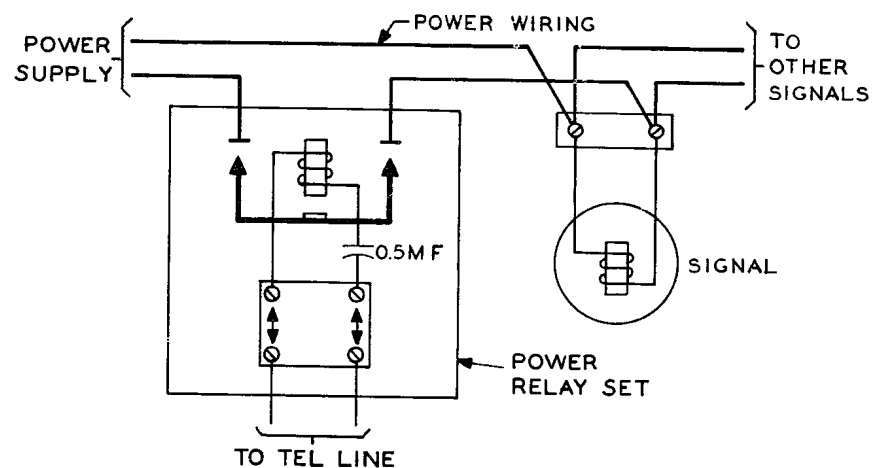 POWER WIRING
POWER
SUPPLY
TO
OTHER
SIGNALS
0.5MF
SIGNAL
POWER
RELAY SET
TO TEL LINE